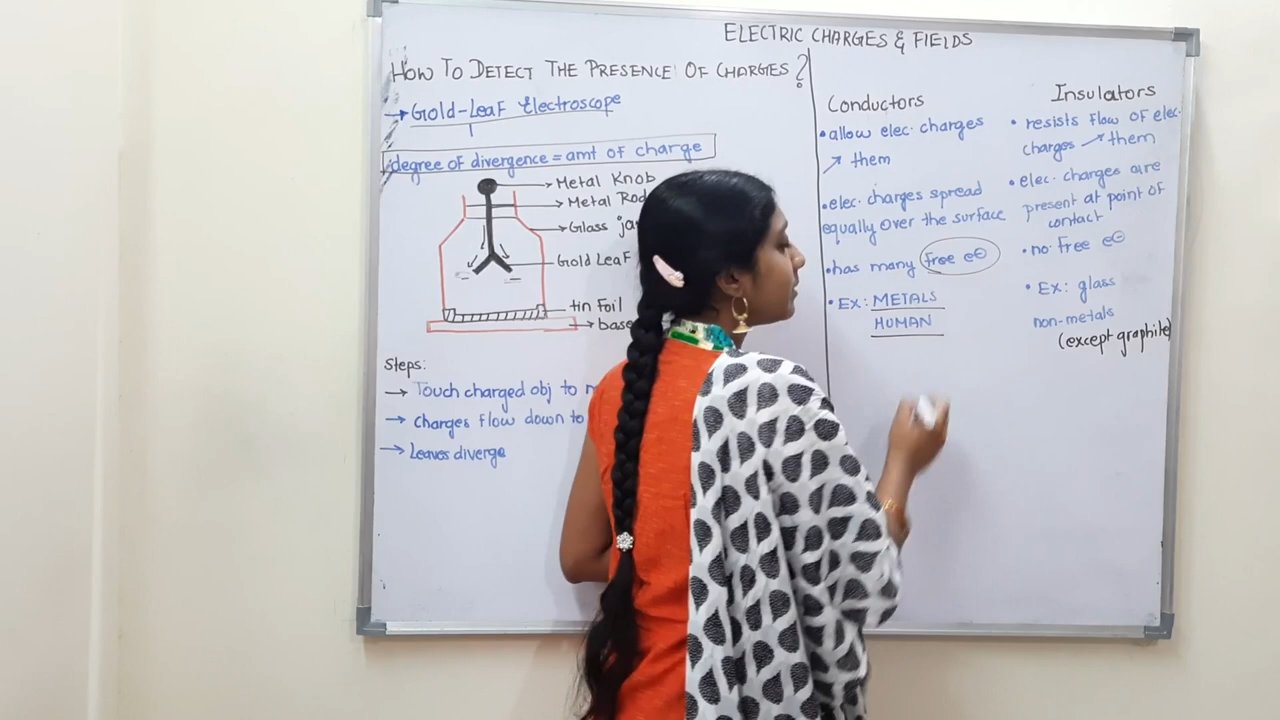 ELECTRIC CHARGES & FIELDS
HOW TO DETECT THE PRESENCE OF CHARGES?
→ Gold-Leaf Electroscope
degree of divergence = amt of charge
→ Metal Knob
→ Metal Rod
→ Glass ja
Gold Leaf
tin Foil
→ base
Steps:
→ Touch charged obj to
→ Charges flow down to
→ Leaves diverge
Conductors
• allow elec. charges
↗ them
• elec. charges spread
equally over the surface
• has many free e⊖
• Ex: METALS
HUMAN
Insulators
• resists flow of elec.
charges ↗ them
• elec. charges are
present at point of
contact
• no free e⊖
• Ex: glass
non-metals
(except graphite)